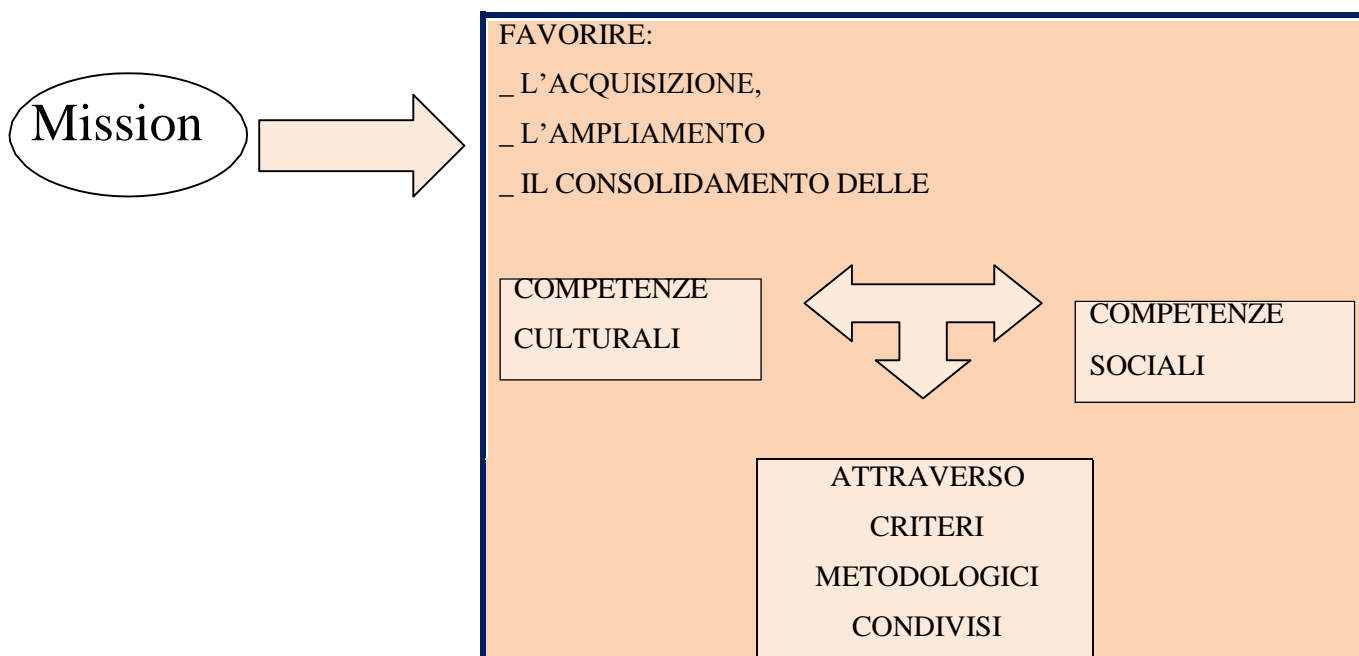 Mission
FAVORIRE:
_ L’ACQUISIZIONE,
_ L’AMPLIAMENTO
_ IL CONSOLIDAMENTO DELLE
COMPETENZE
CULTURALI
COMPETENZE
SOCIALI
ATTRAVERSO
CRITERI
METODOLOGICI
CONDIVISI